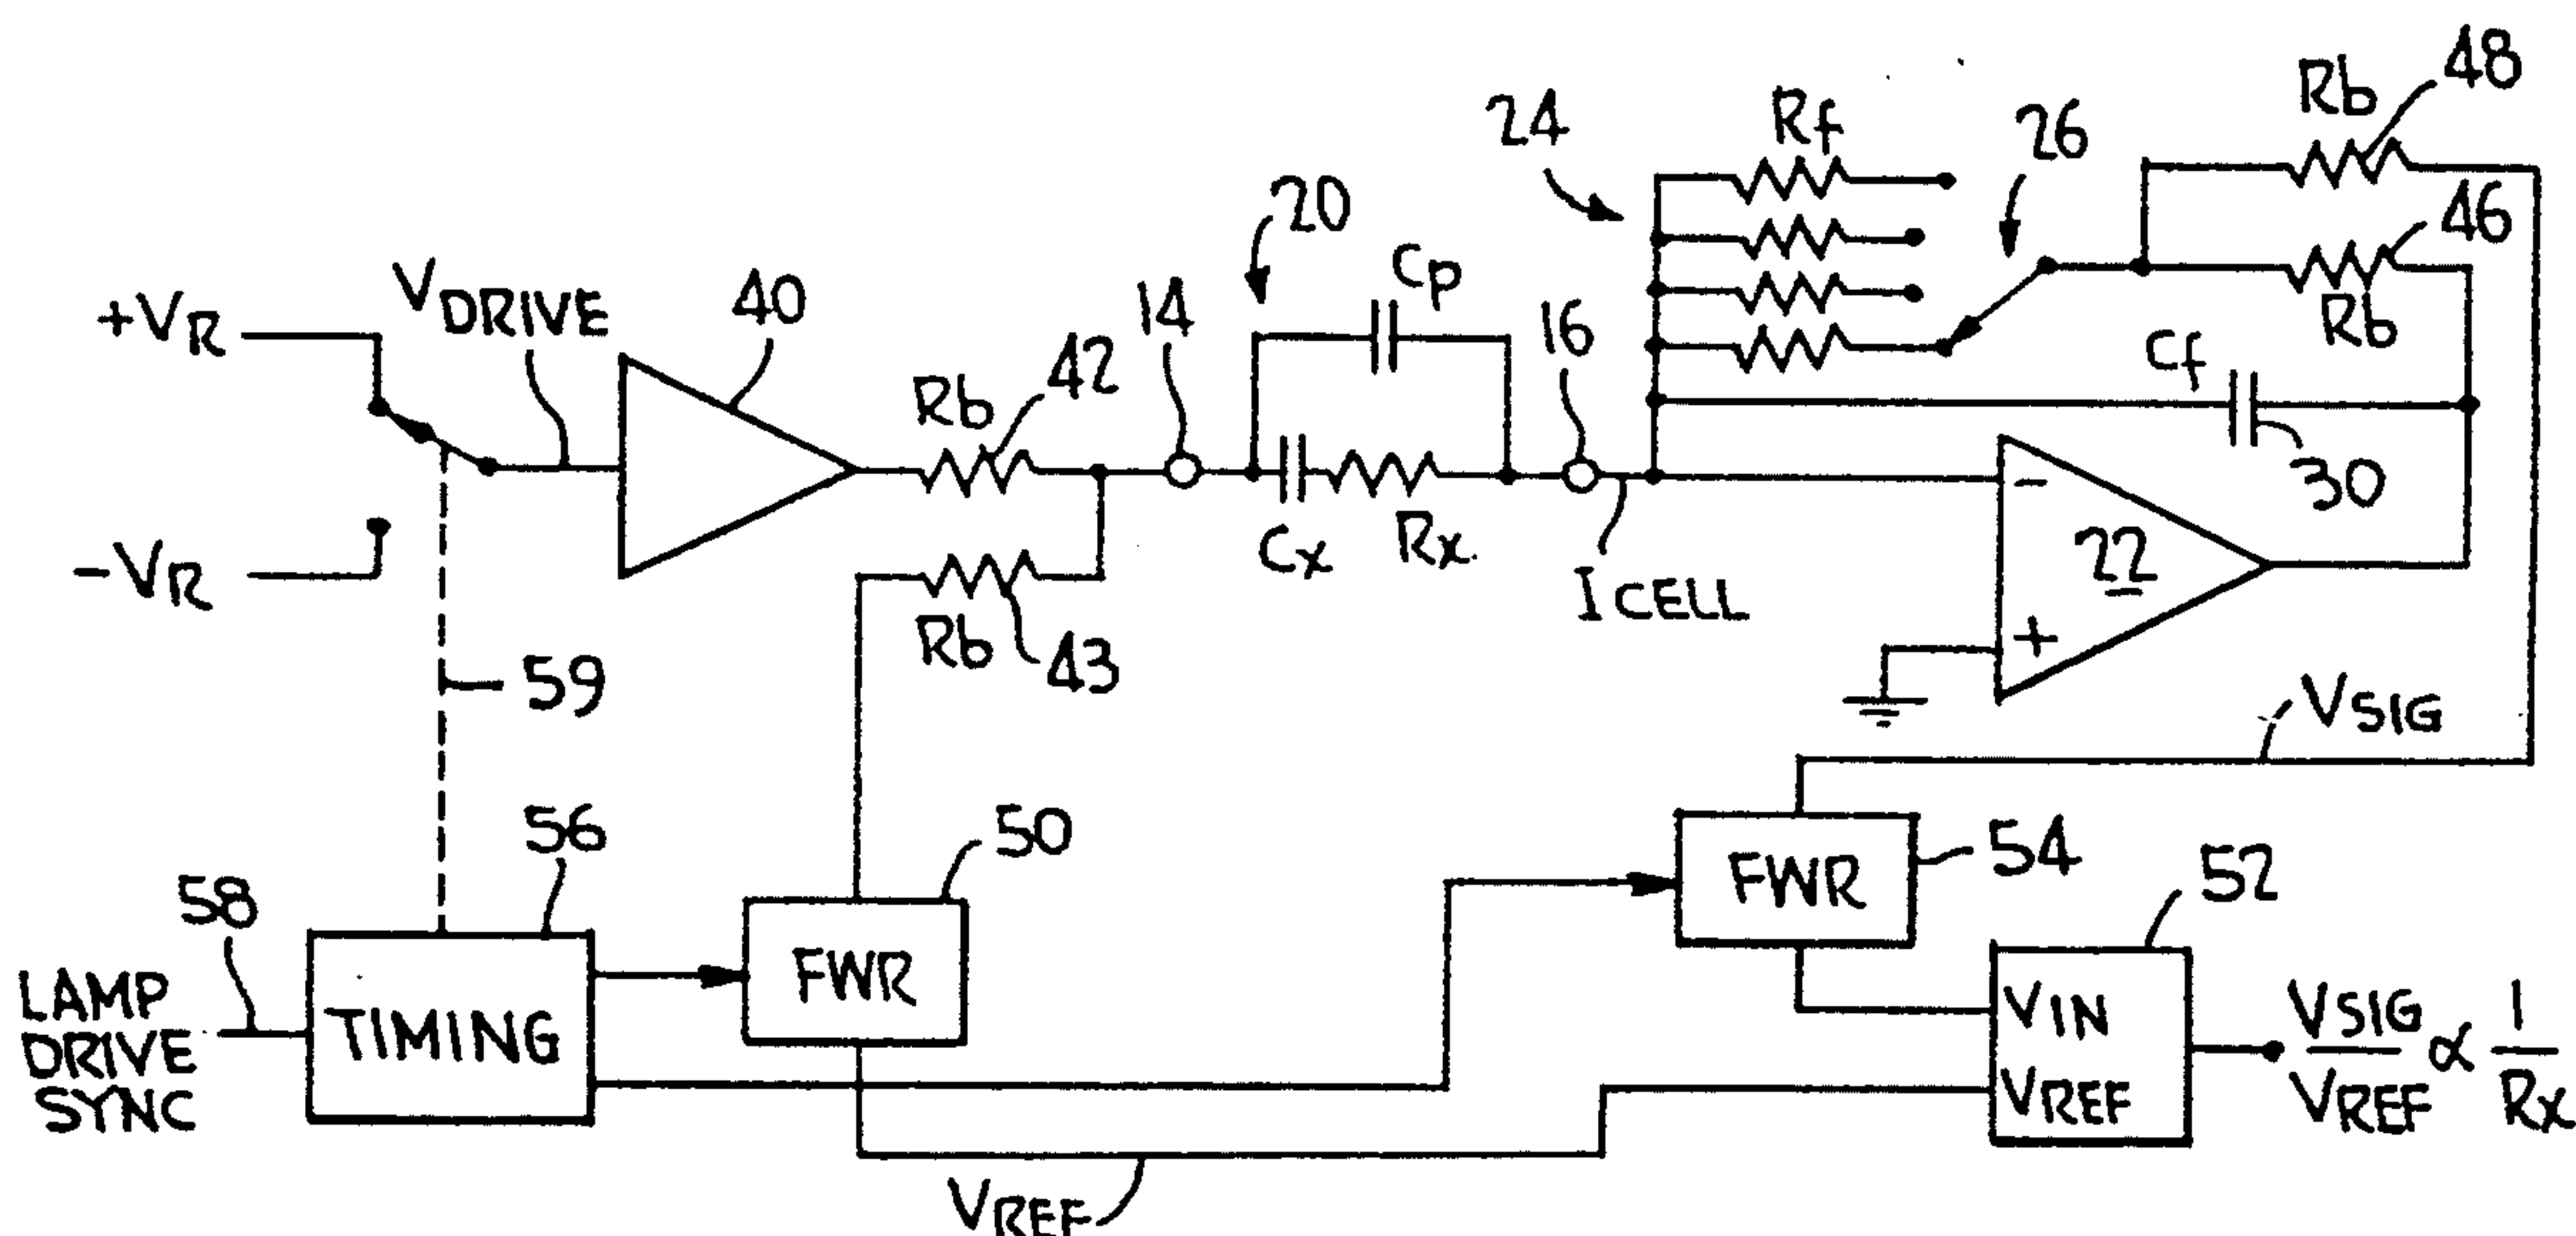 +VR
-VR
VDRIVE
40
Rb
42
Rb
43
14
20
Cp
Cx
Rx
16
ICELL
24
Rf
26
Rb
48
46
Rb
Cf
30
-
+
22
VSIG
59
58
LAMP
DRIVE
SYNC
56
TIMING
50
FWR
54
FWR
52
VIN
VREF
VSIG
VREF
∝
1
Rx
VREF